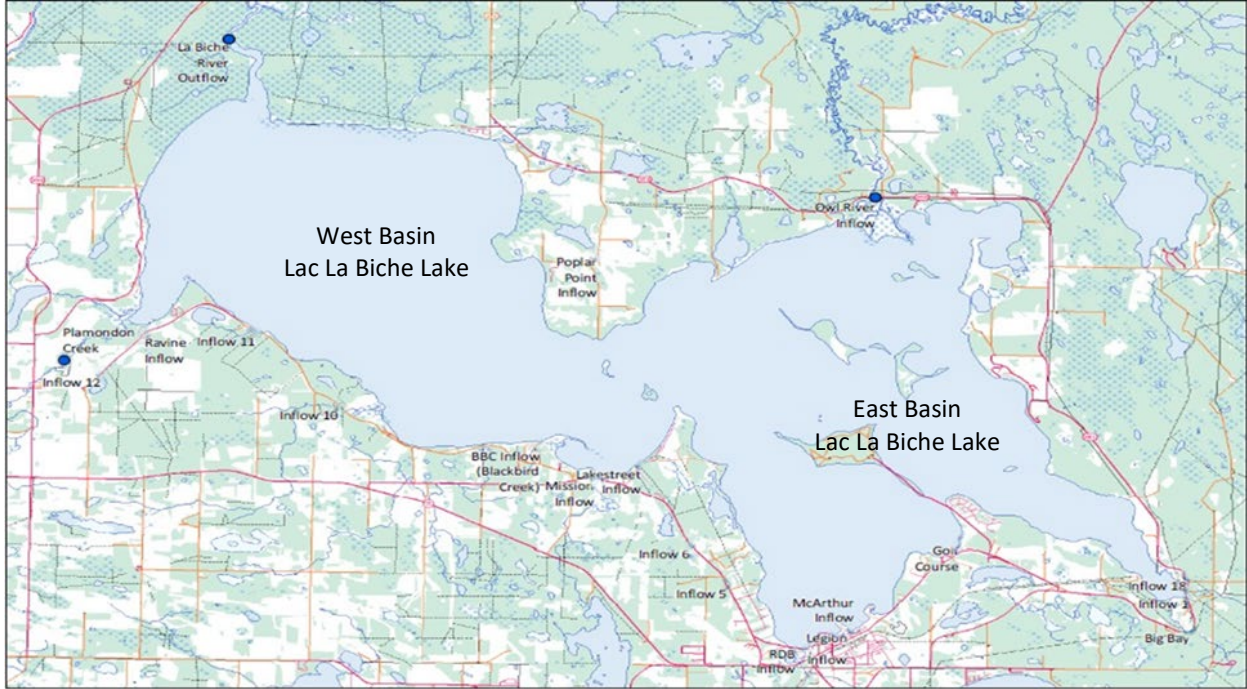 La Biche
River
Outflow
West Basin
Lac La Biche Lake
Poplar
Point
Inflow
Owl River
Inflow
Plamondon
Creek
Inflow 12
Ravine
Inflow
Inflow 11
Inflow 10
BBC Inflow
(Blackbird
Creek)
Mission
Inflow
Lakestreet
Inflow
East Basin
Lac La Biche Lake
Inflow 6
Inflow 5
Golf
Course
McArthur
Inflow
Legion
Inflow
RDB
Inflow
Inflow 18
Inflow 1
Big Bay